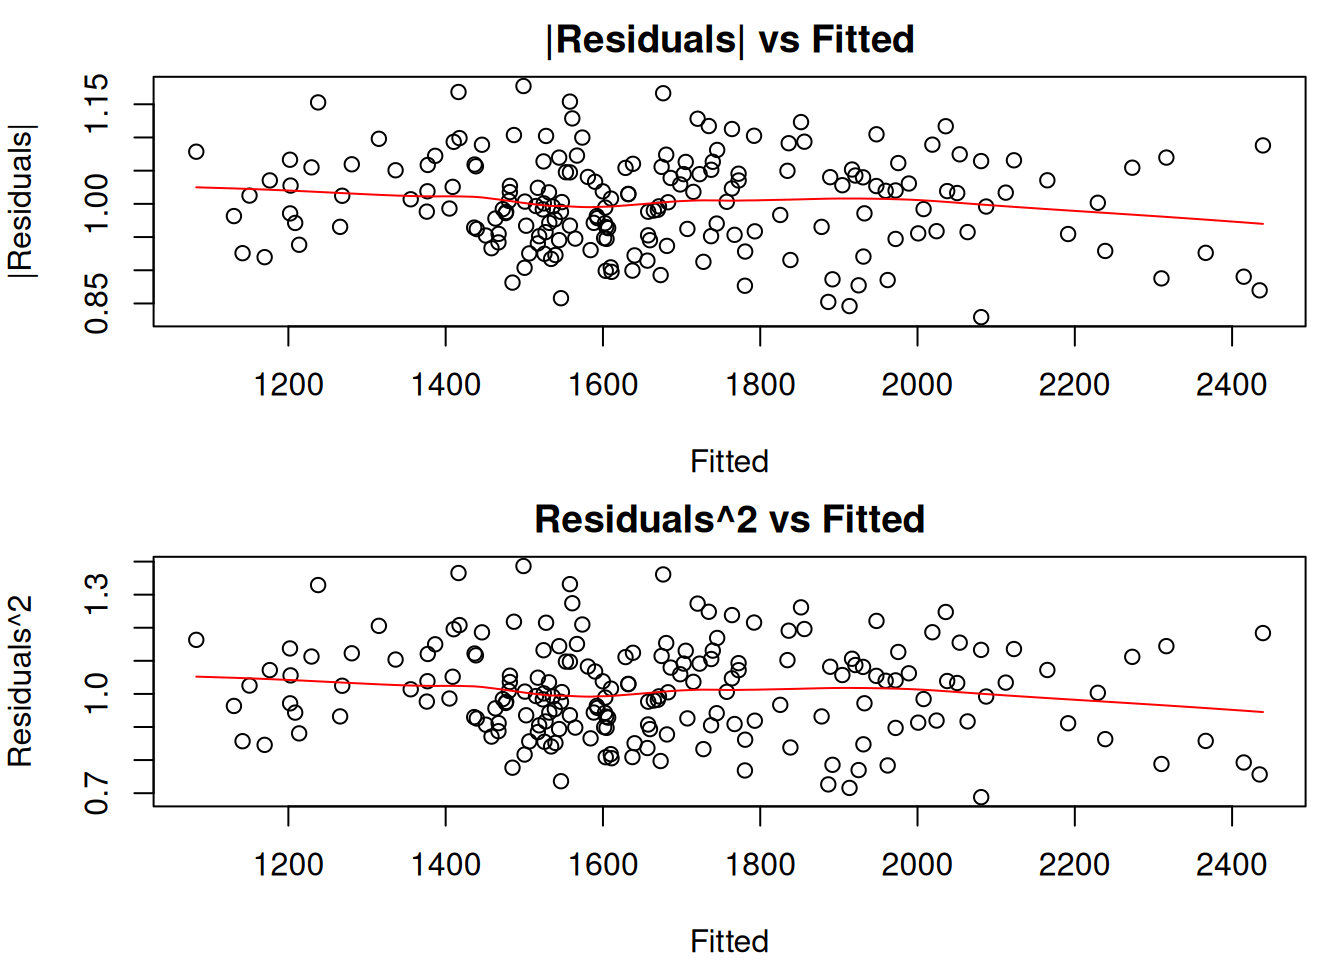 |Residuals| vs Fitted
|Residuals|
1.15
1.00
0.85
1200 1400 1600 1800 2000 2200 2400
Fitted
Residuals^2 vs Fitted
Residuals^2
1.3
1.0
0.7
1200 1400 1600 1800 2000 2200 2400
Fitted